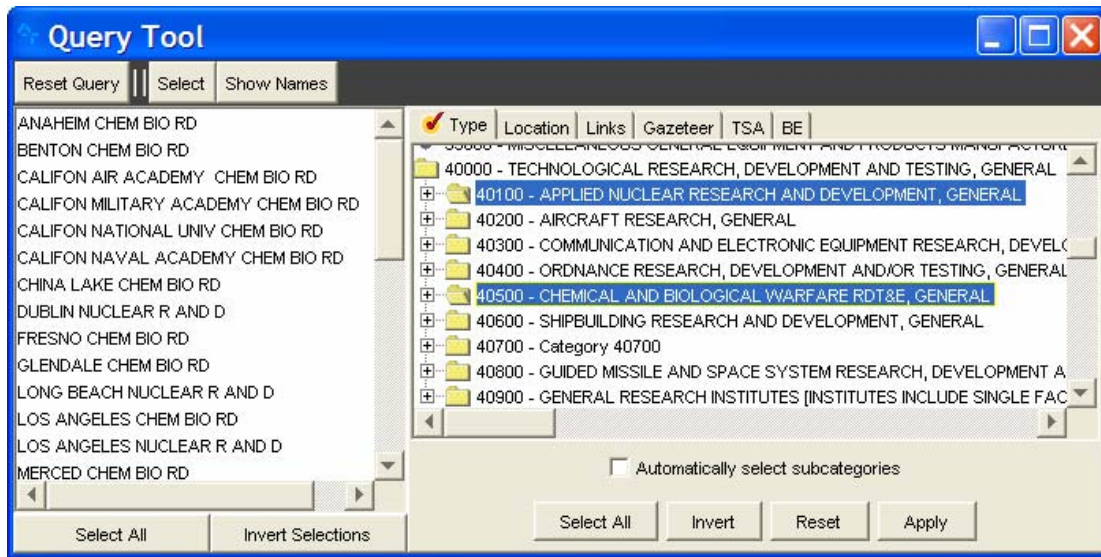 Query Tool
Reset Query Select Show Names
ANAHEIM CHEM BIO RD
BENTON CHEM BIO RD
CALIFON AIR ACADEMY CHEM BIO RD
CALIFON MILITARY ACADEMY CHEM BIO RD
CALIFON NATIONAL UNIV CHEM BIO RD
CALIFON NAVAL ACADEMY CHEM BIO RD
CHINA LAKE CHEM BIO RD
DUBLIN NUCLEAR R AND D
FRESNO CHEM BIO RD
GLENDALE CHEM BIO RD
LONG BEACH NUCLEAR R AND D
LOS ANGELES CHEM BIO RD
LOS ANGELES NUCLEAR R AND D
MERCED CHEM BIO RD
Select All Invert Selections
Type Location Links Gazeteer TSA BE
MISCELLANEOUS GENERAL EQUIPMENT AND PRODUCTS
40000 - TECHNOLOGICAL RESEARCH, DEVELOPMENT AND TESTING, GENERAL
40100 - APPLIED NUCLEAR RESEARCH AND DEVELOPMENT, GENERAL
40200 - AIRCRAFT RESEARCH, GENERAL
40300 - COMMUNICATION AND ELECTRONIC EQUIPMENT RESEARCH, DEVELO
40400 - ORDNANCE RESEARCH, DEVELOPMENT AND/OR TESTING, GENERAL
40500 - CHEMICAL AND BIOLOGICAL WARFARE RDT&E, GENERAL
40600 - SHIPBUILDING RESEARCH AND DEVELOPMENT, GENERAL
40700 - Category 40700
40800 - GUIDED MISSILE AND SPACE SYSTEM RESEARCH, DEVELOPMENT A
40900 - GENERAL RESEARCH INSTITUTES [INSTITUTES INCLUDE SINGLE FAC
Automatically select subcategories
Select All Invert Reset Apply